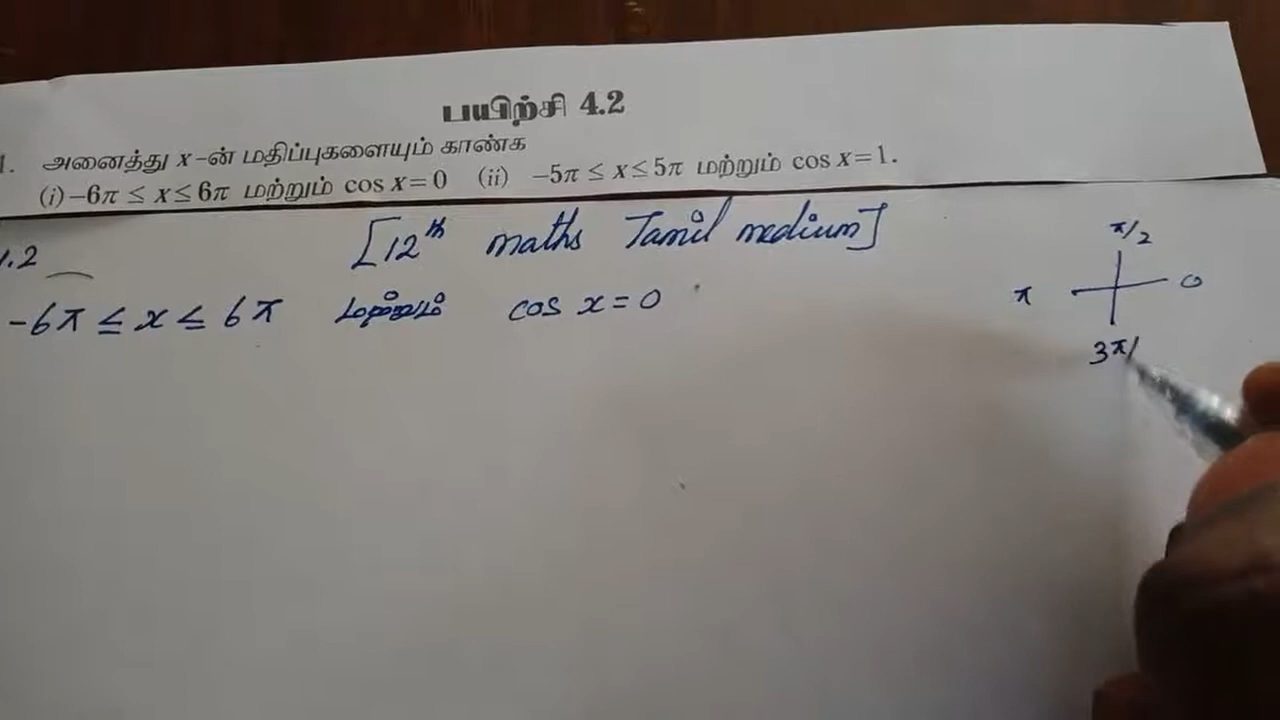 பயிற்சி 4.2
1. அனைத்து x-ன் மதிப்புகளையும் காண்க
(i) −6π ≤ x ≤ 6π மற்றும் cos x = 0 (ii) −5π ≤ x ≤ 5π மற்றும் cos x = 1.
[12th maths Tamil medium]
.2
-6π ≤ x ≤ 6π மற்றும் cos x = 0
π/2
π 0
3π/